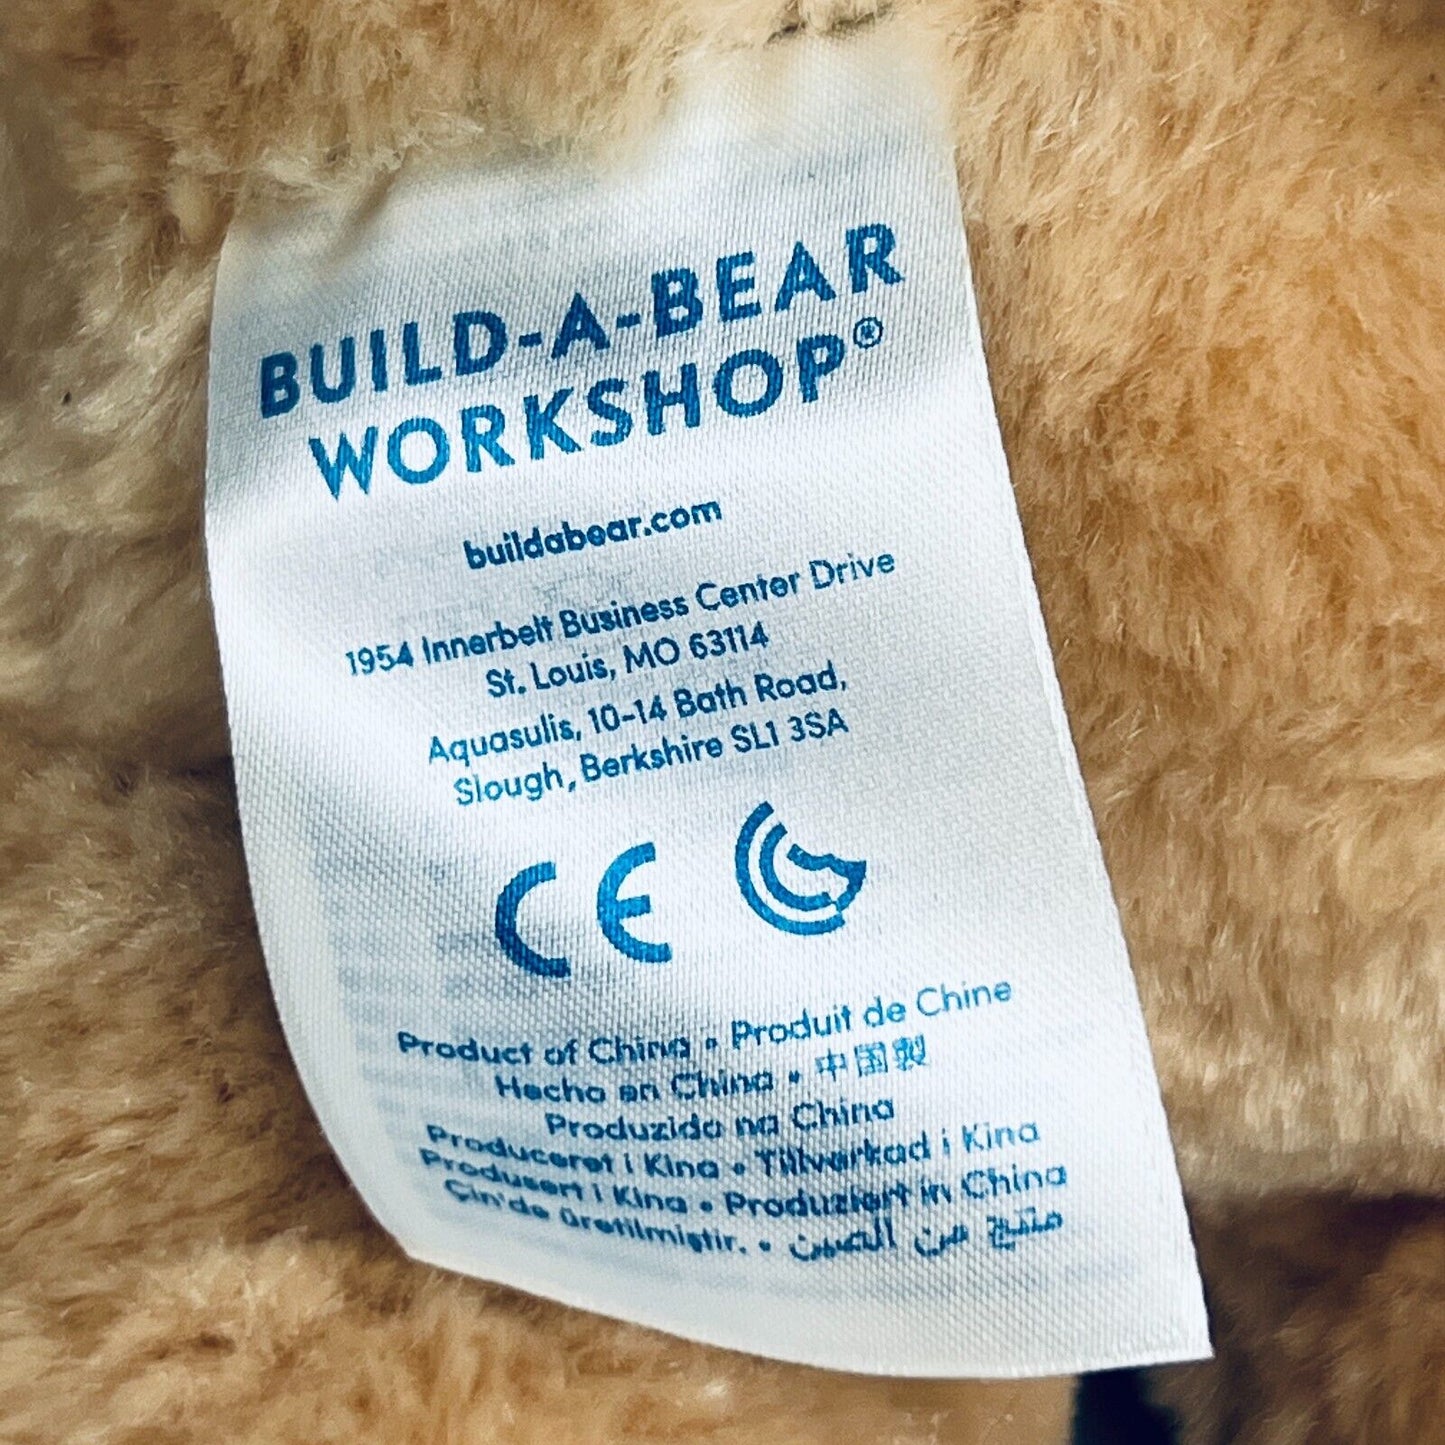 BUILD-A-BEAR
WORKSHOP®
buildabear.com
1954 Innerbelt Business Center Drive
St. Louis, MO 63114
Aquasulis, 10-14 Bath Road,
Slough, Berkshire SL1 3SA
CE
Product of China • Produit de Chine
Hecho en China • 中国製
Produzido na China
Produceret i Kina • Tillverkad i Kina
Produsert i Kina • Produziert in China
Çin'de üretilmiştir. • منتج من الصين